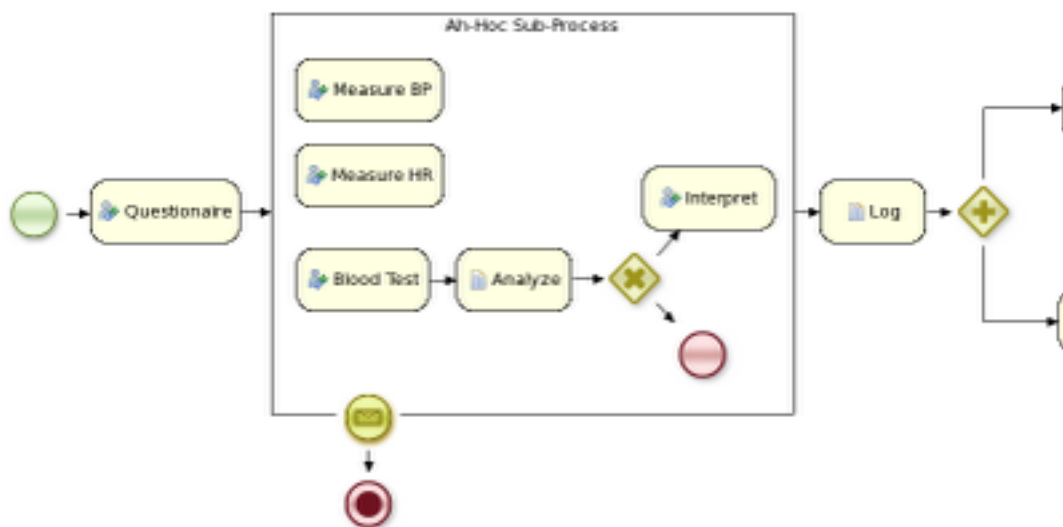 Ah-Hoc Sub-Process
Measure BP
Measure HR
Questionaire
Interpret
Log
Blood Test
Analyze